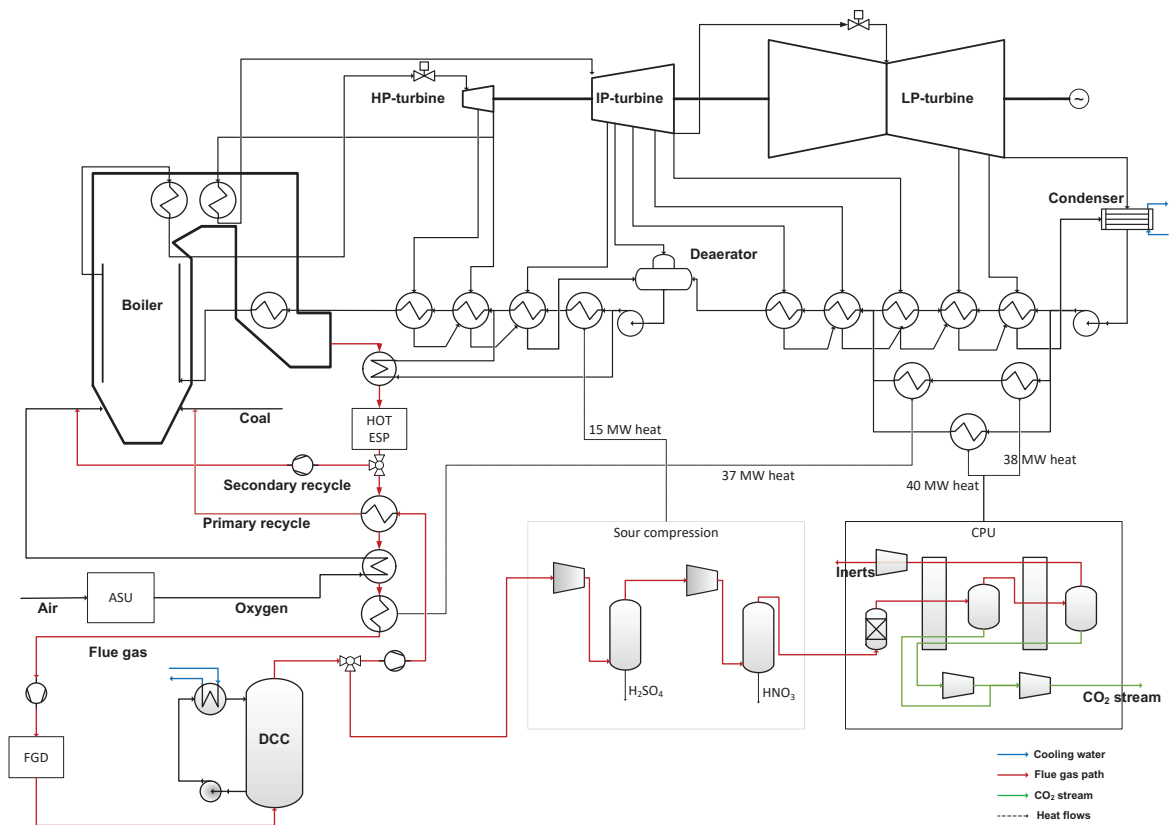 HP-turbine
IP-turbine
LP-turbine
~
Condenser
Deaerator
Boiler
Coal
HOT
ESP
15 MW heat
38 MW heat
37 MW heat
40 MW heat
Secondary recycle
Primary recycle
Sour compression
CPU
Inerts
Air
ASU
Oxygen
Flue gas
H₂SO₄
HNO₃
CO₂ stream
DCC
FGD
Cooling water
Flue gas path
CO₂ stream
Heat flows